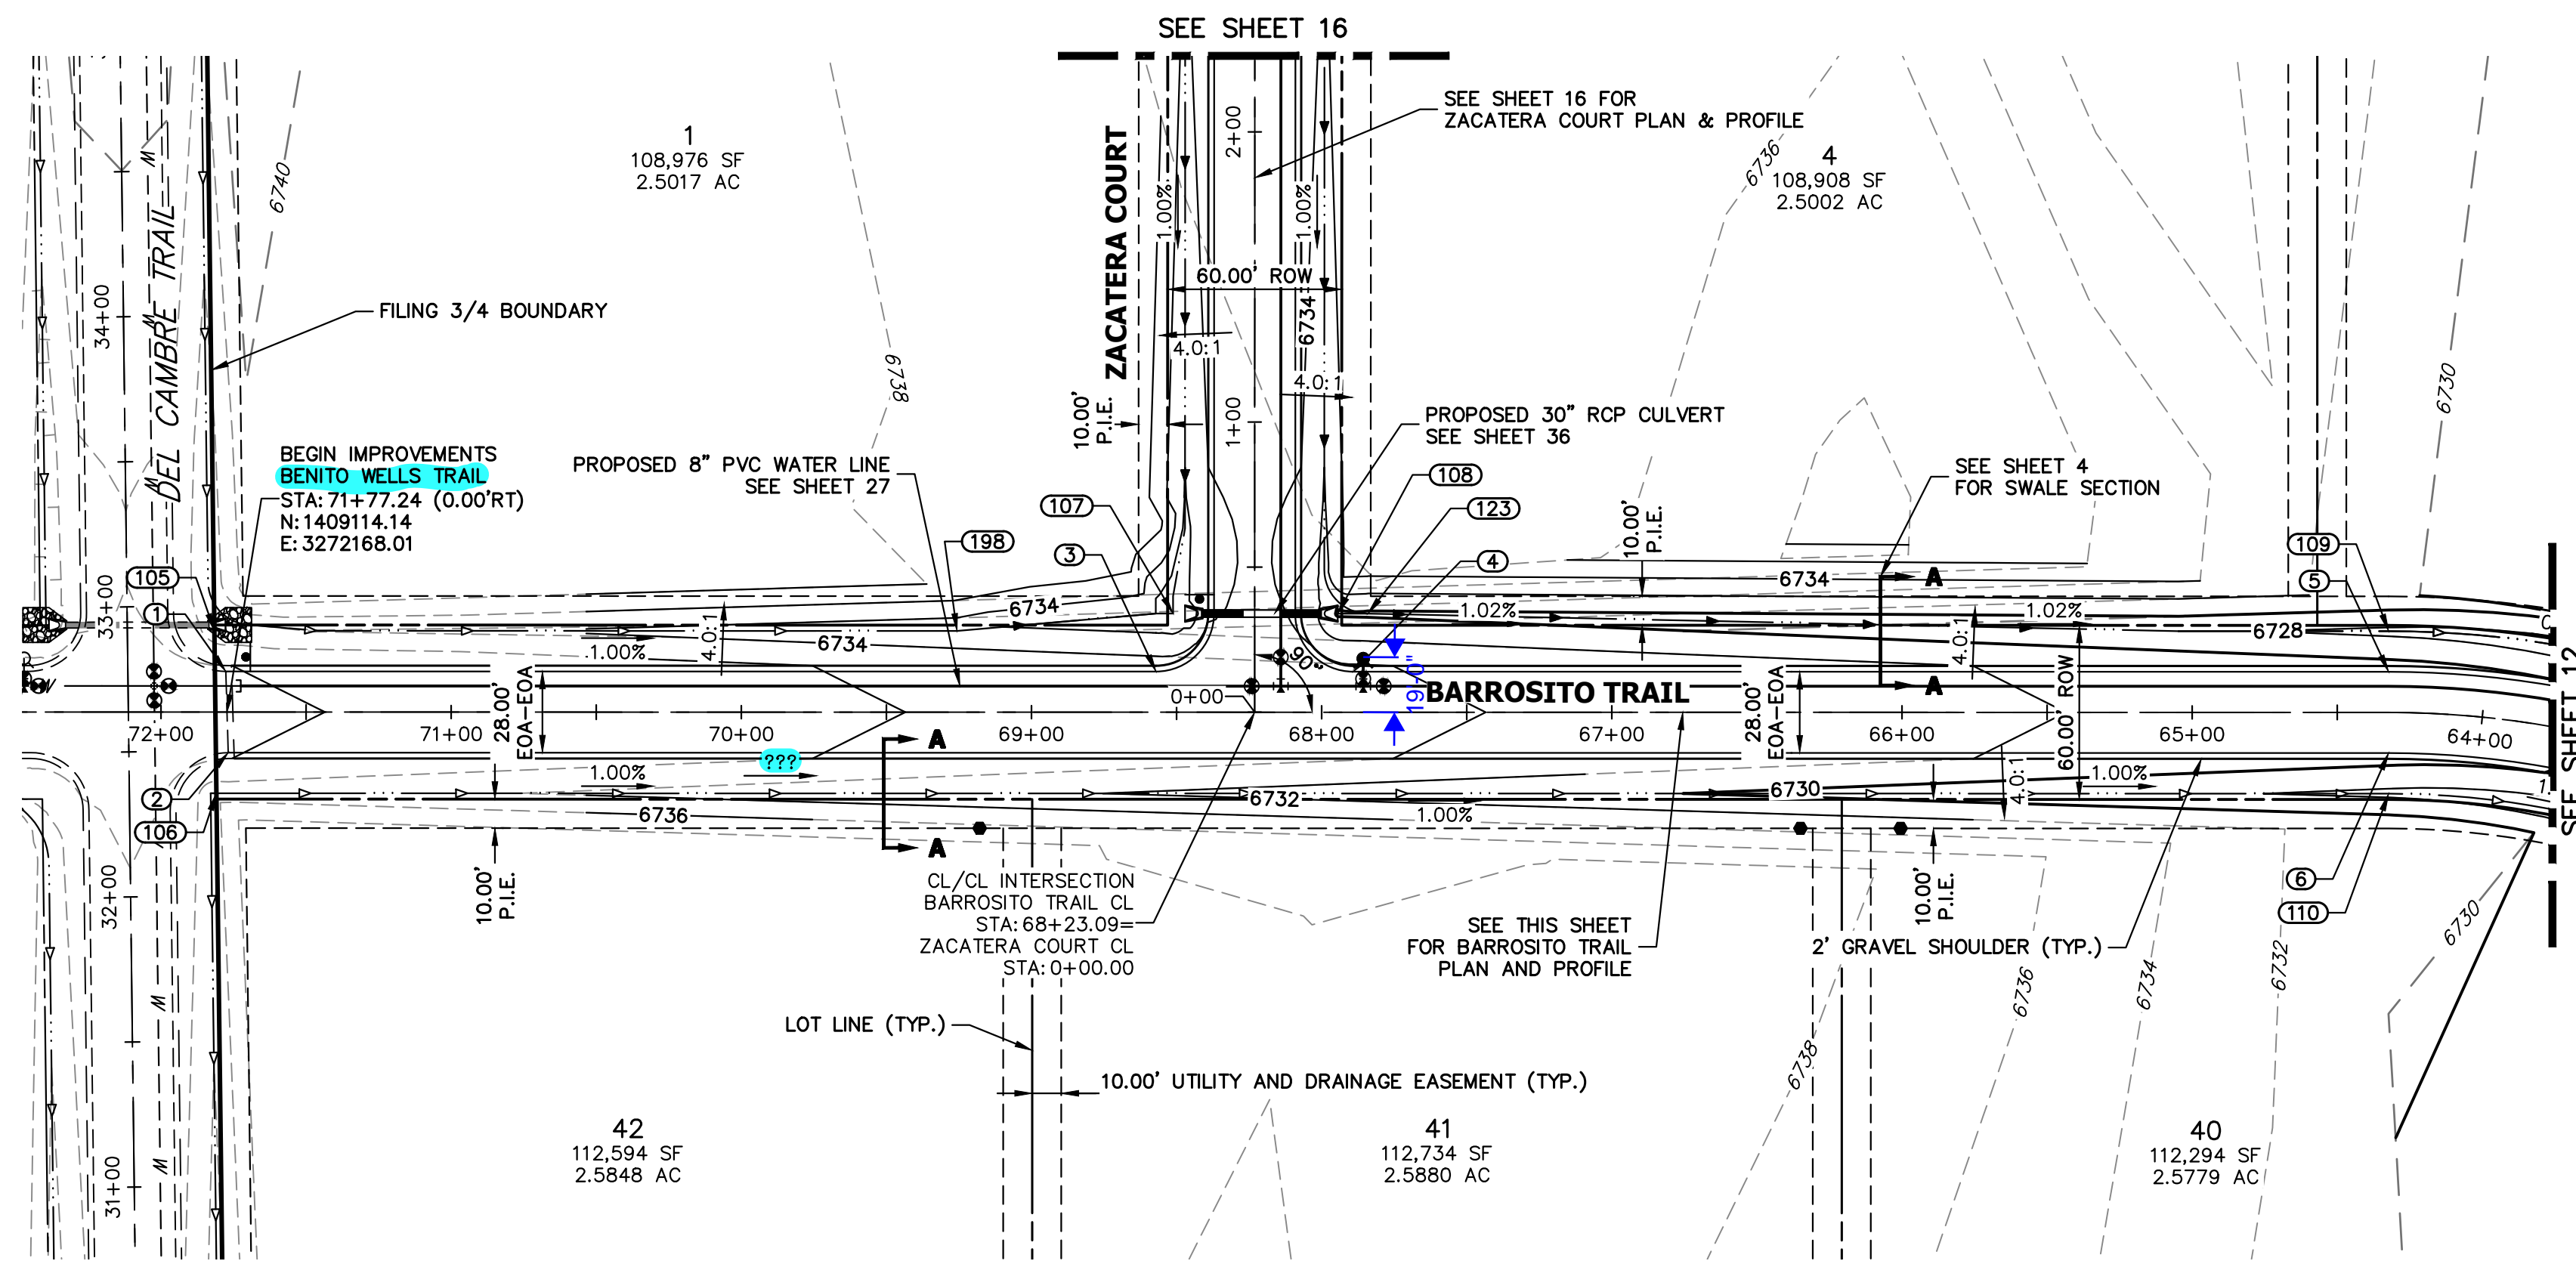 SEE SHEET 16
SEE SHEET 16 FOR
ZACATERA COURT PLAN & PROFILE
1
108,976 SF
2.5017 AC
4
108,908 SF
2.5002 AC
6740
6738
6736
6730
2+00
1+00
ZACATERA COURT
1.00%
1.00%
60.00' ROW
6734
4.0:1
4.0:1
10.00'
P.I.E.
DEL CAMBRE TRAIL
W
W
W
34+00
33+00
32+00
31+00
W
W
FILING 3/4 BOUNDARY
BEGIN IMPROVEMENTS
BENITO WELLS TRAIL
STA: 71+77.24 (0.00'RT)
N: 1409114.14
E: 3272168.01
PROPOSED 8" PVC WATER LINE
SEE SHEET 27
PROPOSED 30" RCP CULVERT
SEE SHEET 36
SEE SHEET 4
FOR SWALE SECTION
105
1
198
107
3
108
123
4
109
5
10.00'
P.I.E.
6734
6734
1.00%
4.0:1
6734
1.02%
1.02%
6728
4.0:1
A
A
90°
19'-0"
0+00
BARROSITO TRAIL
28.00'
EOA-EOA
28.00'
EOA-EOA
60.00' ROW
72+00
71+00
70+00
69+00
68+00
67+00
66+00
65+00
64+00
SEE SHEET 12
???
1.00%
A
A
6736
6732
1.00%
6730
4.0:1
1.00%
2
106
10.00'
P.I.E.
10.00'
P.I.E.
6
110
CL/CL INTERSECTION
BARROSITO TRAIL CL
STA: 68+23.09=
ZACATERA COURT CL
STA: 0+00.00
SEE THIS SHEET
FOR BARROSITO TRAIL
PLAN AND PROFILE
2' GRAVEL SHOULDER (TYP.)
LOT LINE (TYP.)
10.00' UTILITY AND DRAINAGE EASEMENT (TYP.)
6738
6736
6734
6732
6730
42
112,594 SF
2.5848 AC
41
112,734 SF
2.5880 AC
40
112,294 SF
2.5779 AC